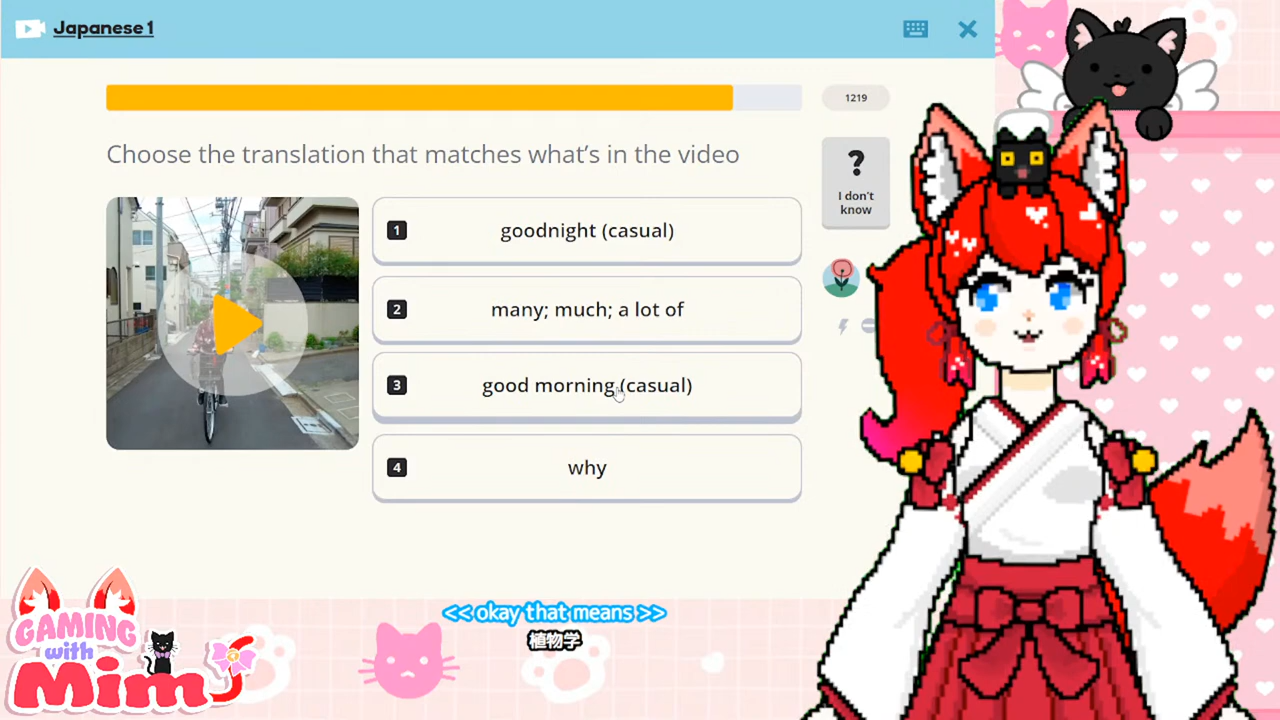 Japanese 1
1219
Choose the translation that matches what's in the video
?
I don't
know
1 goodnight (casual)
2 many; much; a lot of
3 good morning (casual)
4 why
<< okay that means >>
植物学
GAMING
with
Mim